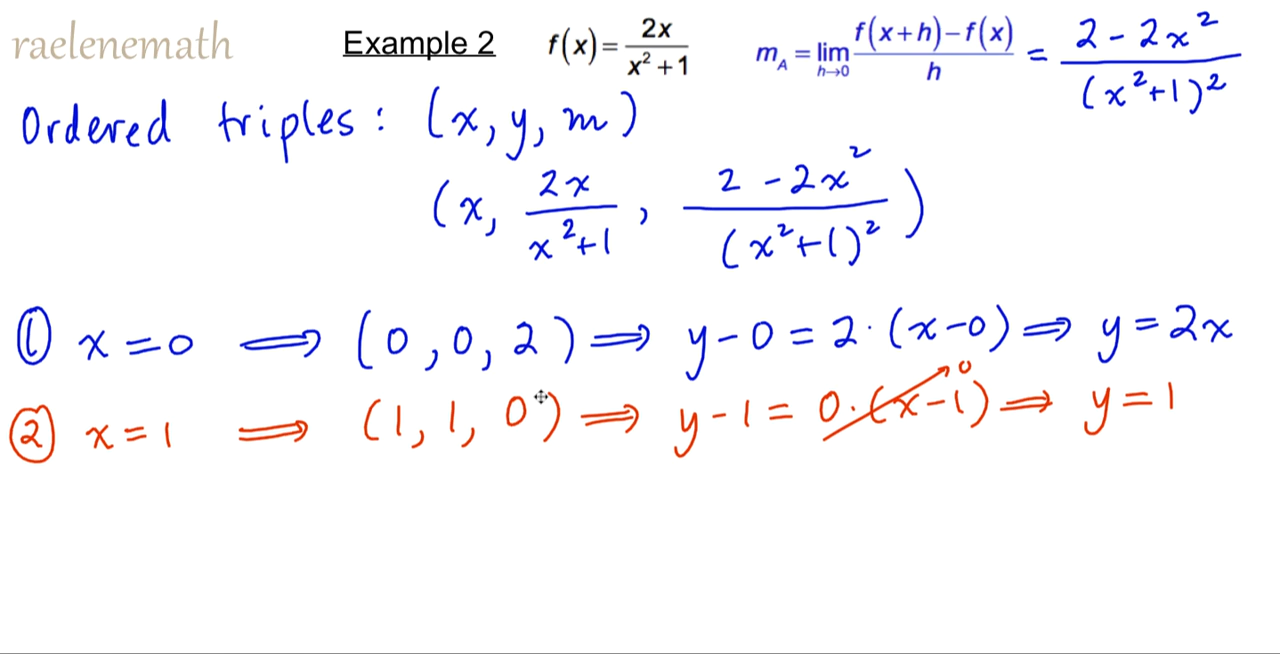 raelenemath Example 2 f(x) = 2x / (x² + 1) m_A = lim_{h→0} (f(x+h) − f(x)) / h = (2 − 2x²) / (x²+1)²
Ordered triples: (x, y, m)
(x, 2x / (x²+1), (2 − 2x²) / (x²+1)²)
① x = 0 ⟹ (0, 0, 2) ⟹ y − 0 = 2·(x−0) ⟹ y = 2x
② x = 1 ⟹ (1, 1, 0) ⟹ y − 1 = 0·(x−1) 0 ⟹ y = 1